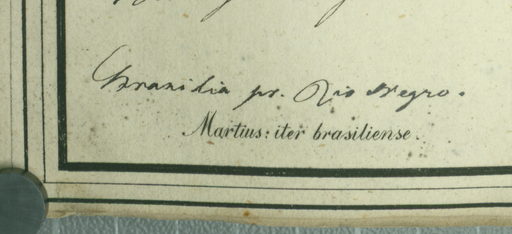 Brasilia pr. Rio Negro.
Martius: iter brasiliense.